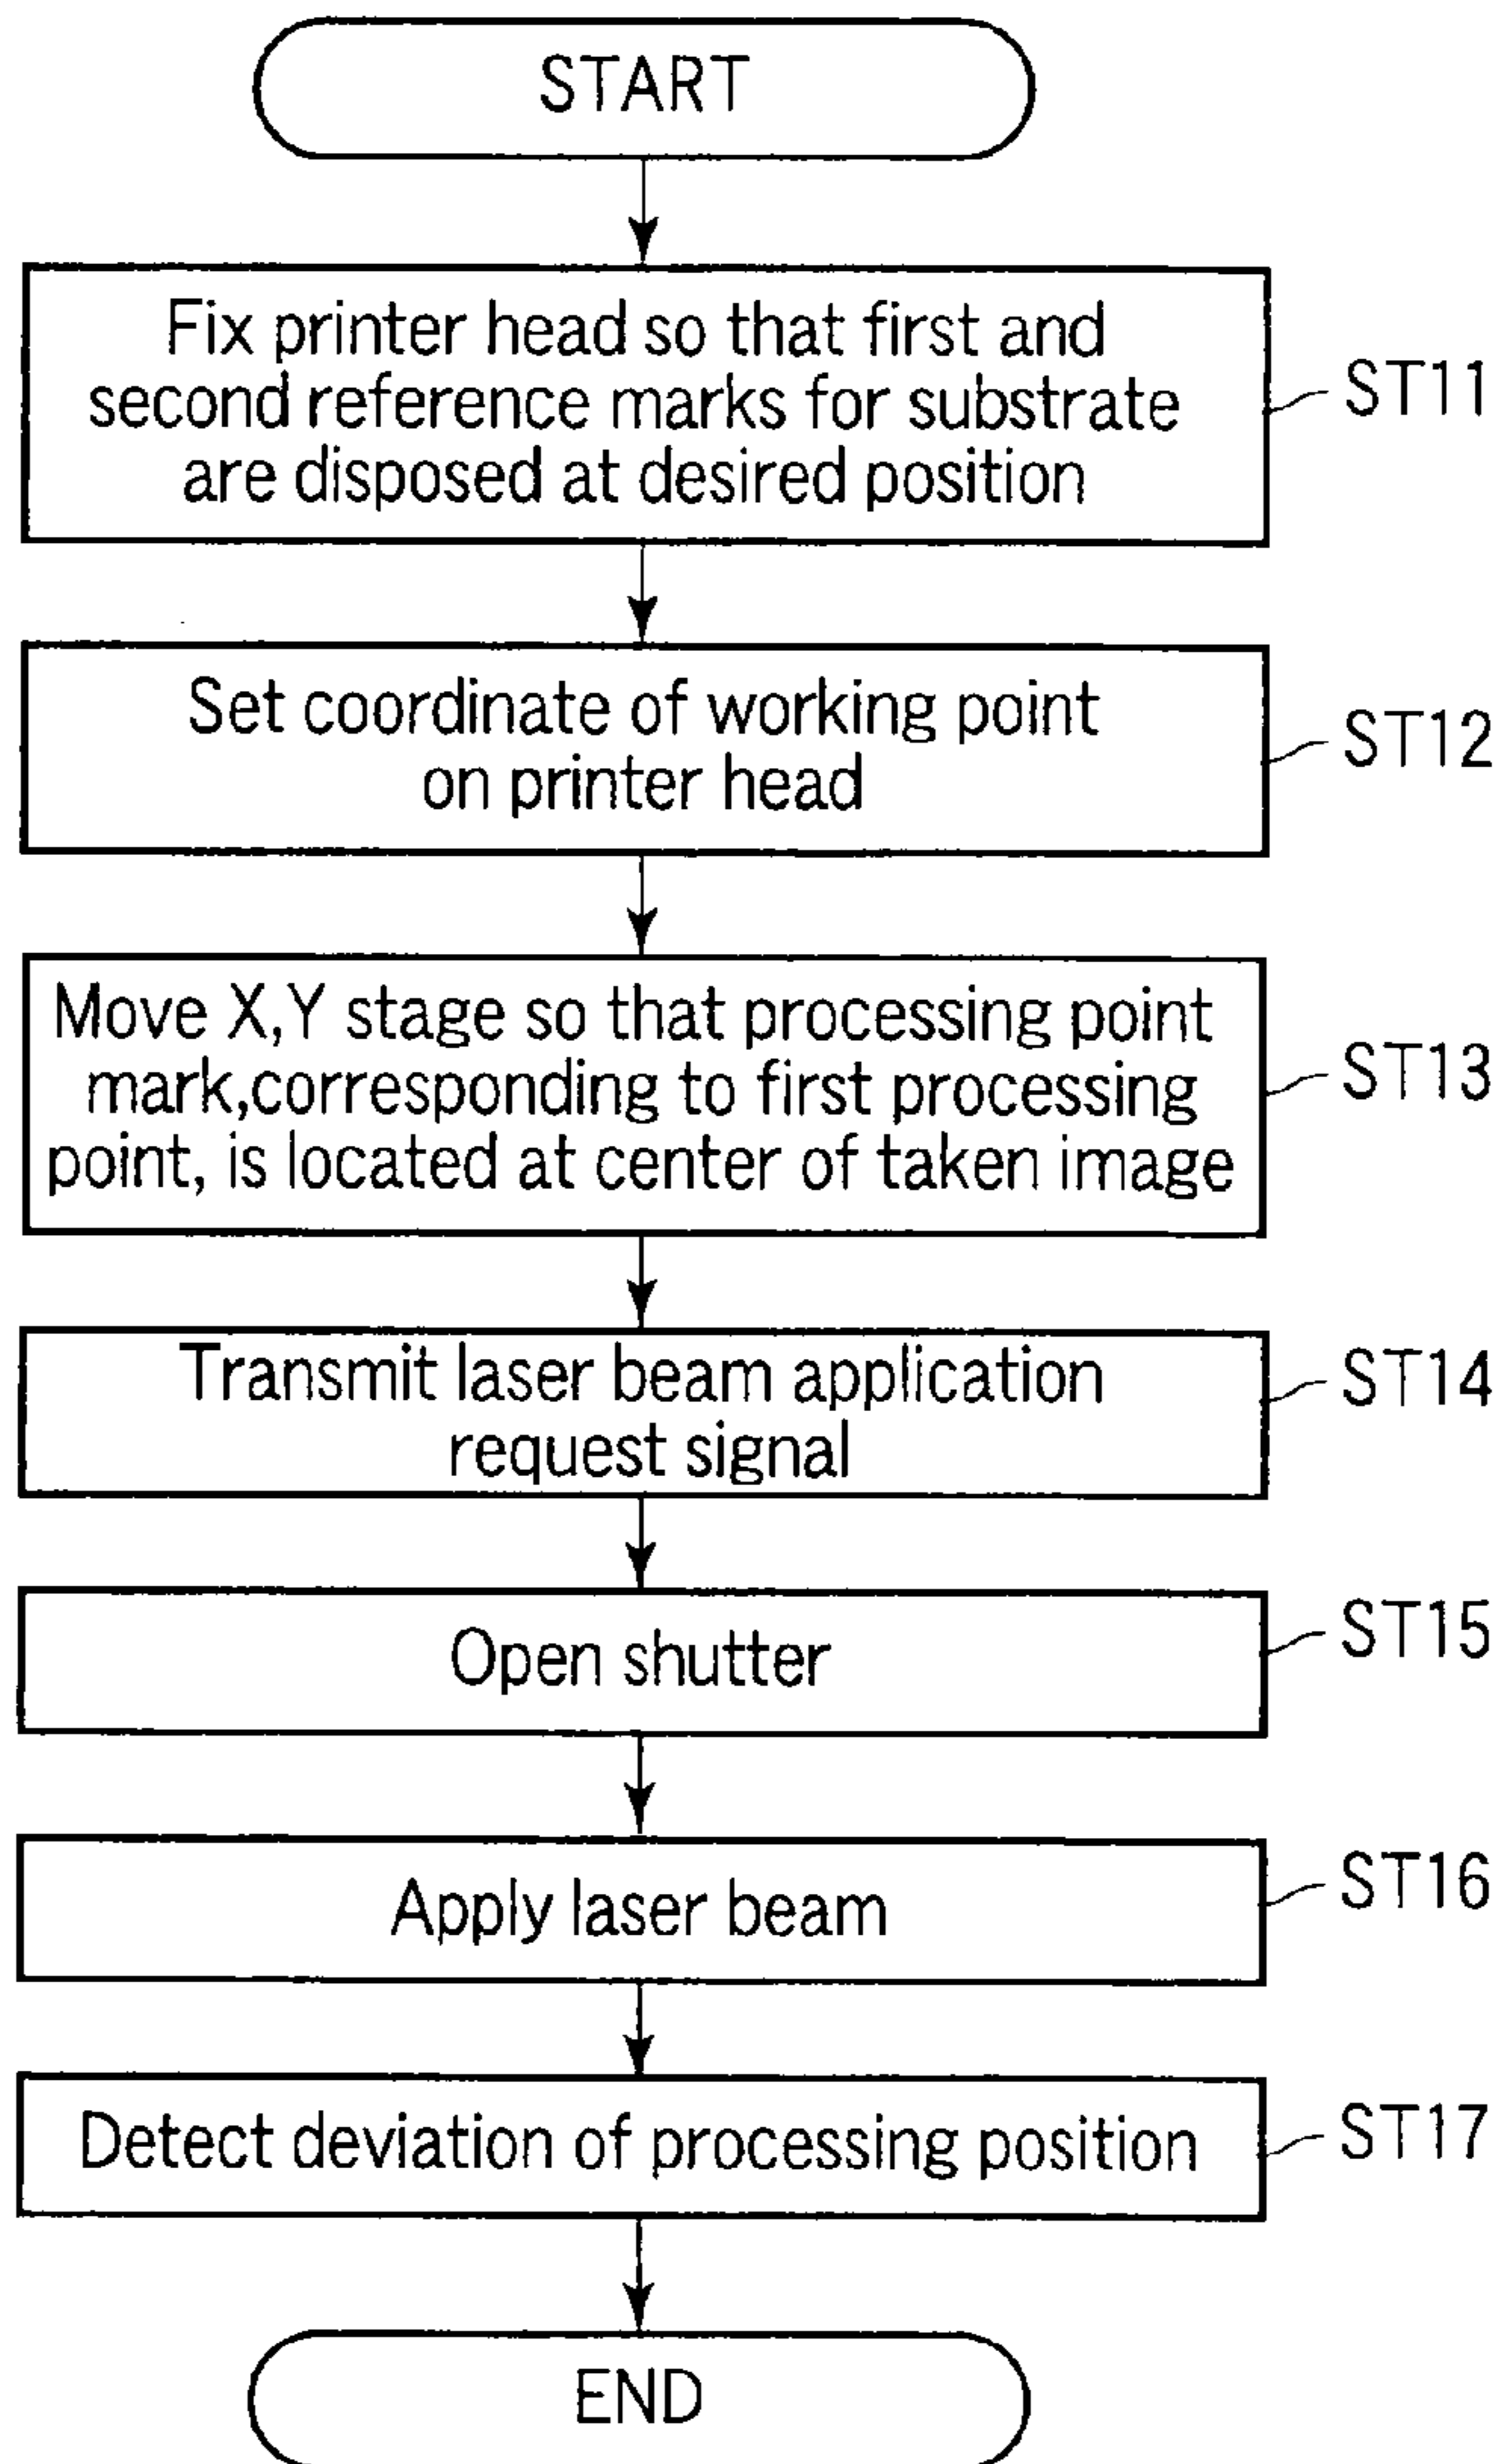 START
Fix printer head so that first and
second reference marks for substrate
are disposed at desired position
ST11
Set coordinate of working point
on printer head
ST12
Move X,Y stage so that processing point
mark,corresponding to first processing
point, is located at center of taken image
ST13
Transmit laser beam application
request signal
ST14
Open shutter
ST15
Apply laser beam
ST16
Detect deviation of processing position
ST17
END